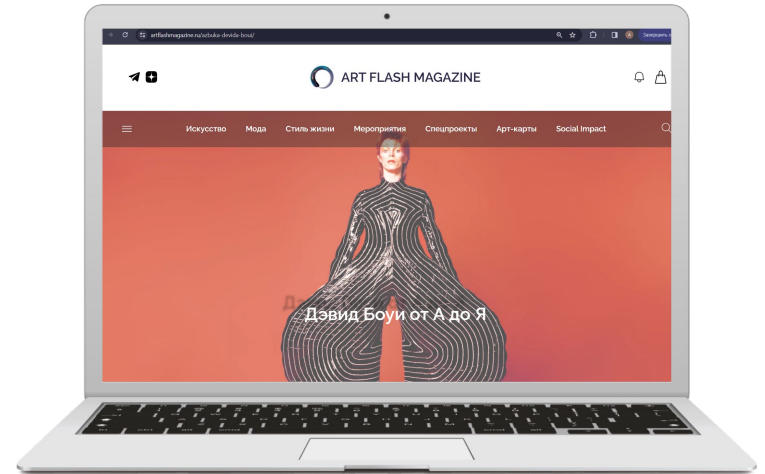 artflashmagazine.ru/azbuka-devida-boui/
ART FLASH MAGAZINE
Искусство Мода Стиль жизни Мероприятия Спецпроекты Арт-карты Social Impact
Дэвид Боуи от А до Я